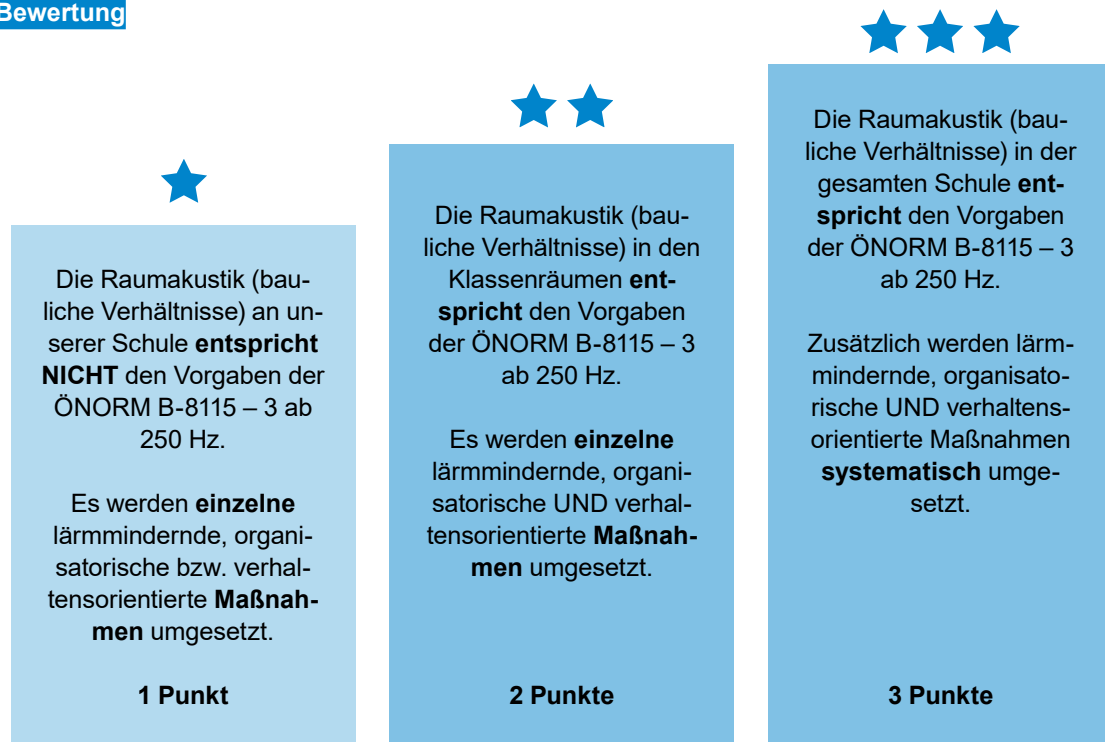 Bewertung
Die Raumakustik (bau-
liche Verhältnisse) an un-
serer Schule entspricht
NICHT den Vorgaben der
ÖNORM B-8115 – 3 ab
250 Hz.
Es werden einzelne
lärmmindernde, organi-
satorische bzw. verhal-
tensorientierte Maßnah-
men umgesetzt.
1 Punkt
Die Raumakustik (bau-
liche Verhältnisse) in den
Klassenräumen ent-
spricht den Vorgaben
der ÖNORM B-8115 – 3
ab 250 Hz.
Es werden einzelne
lärmmindernde, organi-
satorische UND verhal-
tensorientierte Maßnah-
men umgesetzt.
2 Punkte
Die Raumakustik (bau-
liche Verhältnisse) in der
gesamten Schule ent-
spricht den Vorgaben
der ÖNORM B-8115 – 3
ab 250 Hz.
Zusätzlich werden lärm-
mindernde, organisato-
rische UND verhaltens-
orientierte Maßnahmen
systematisch umge-
setzt.
3 Punkte